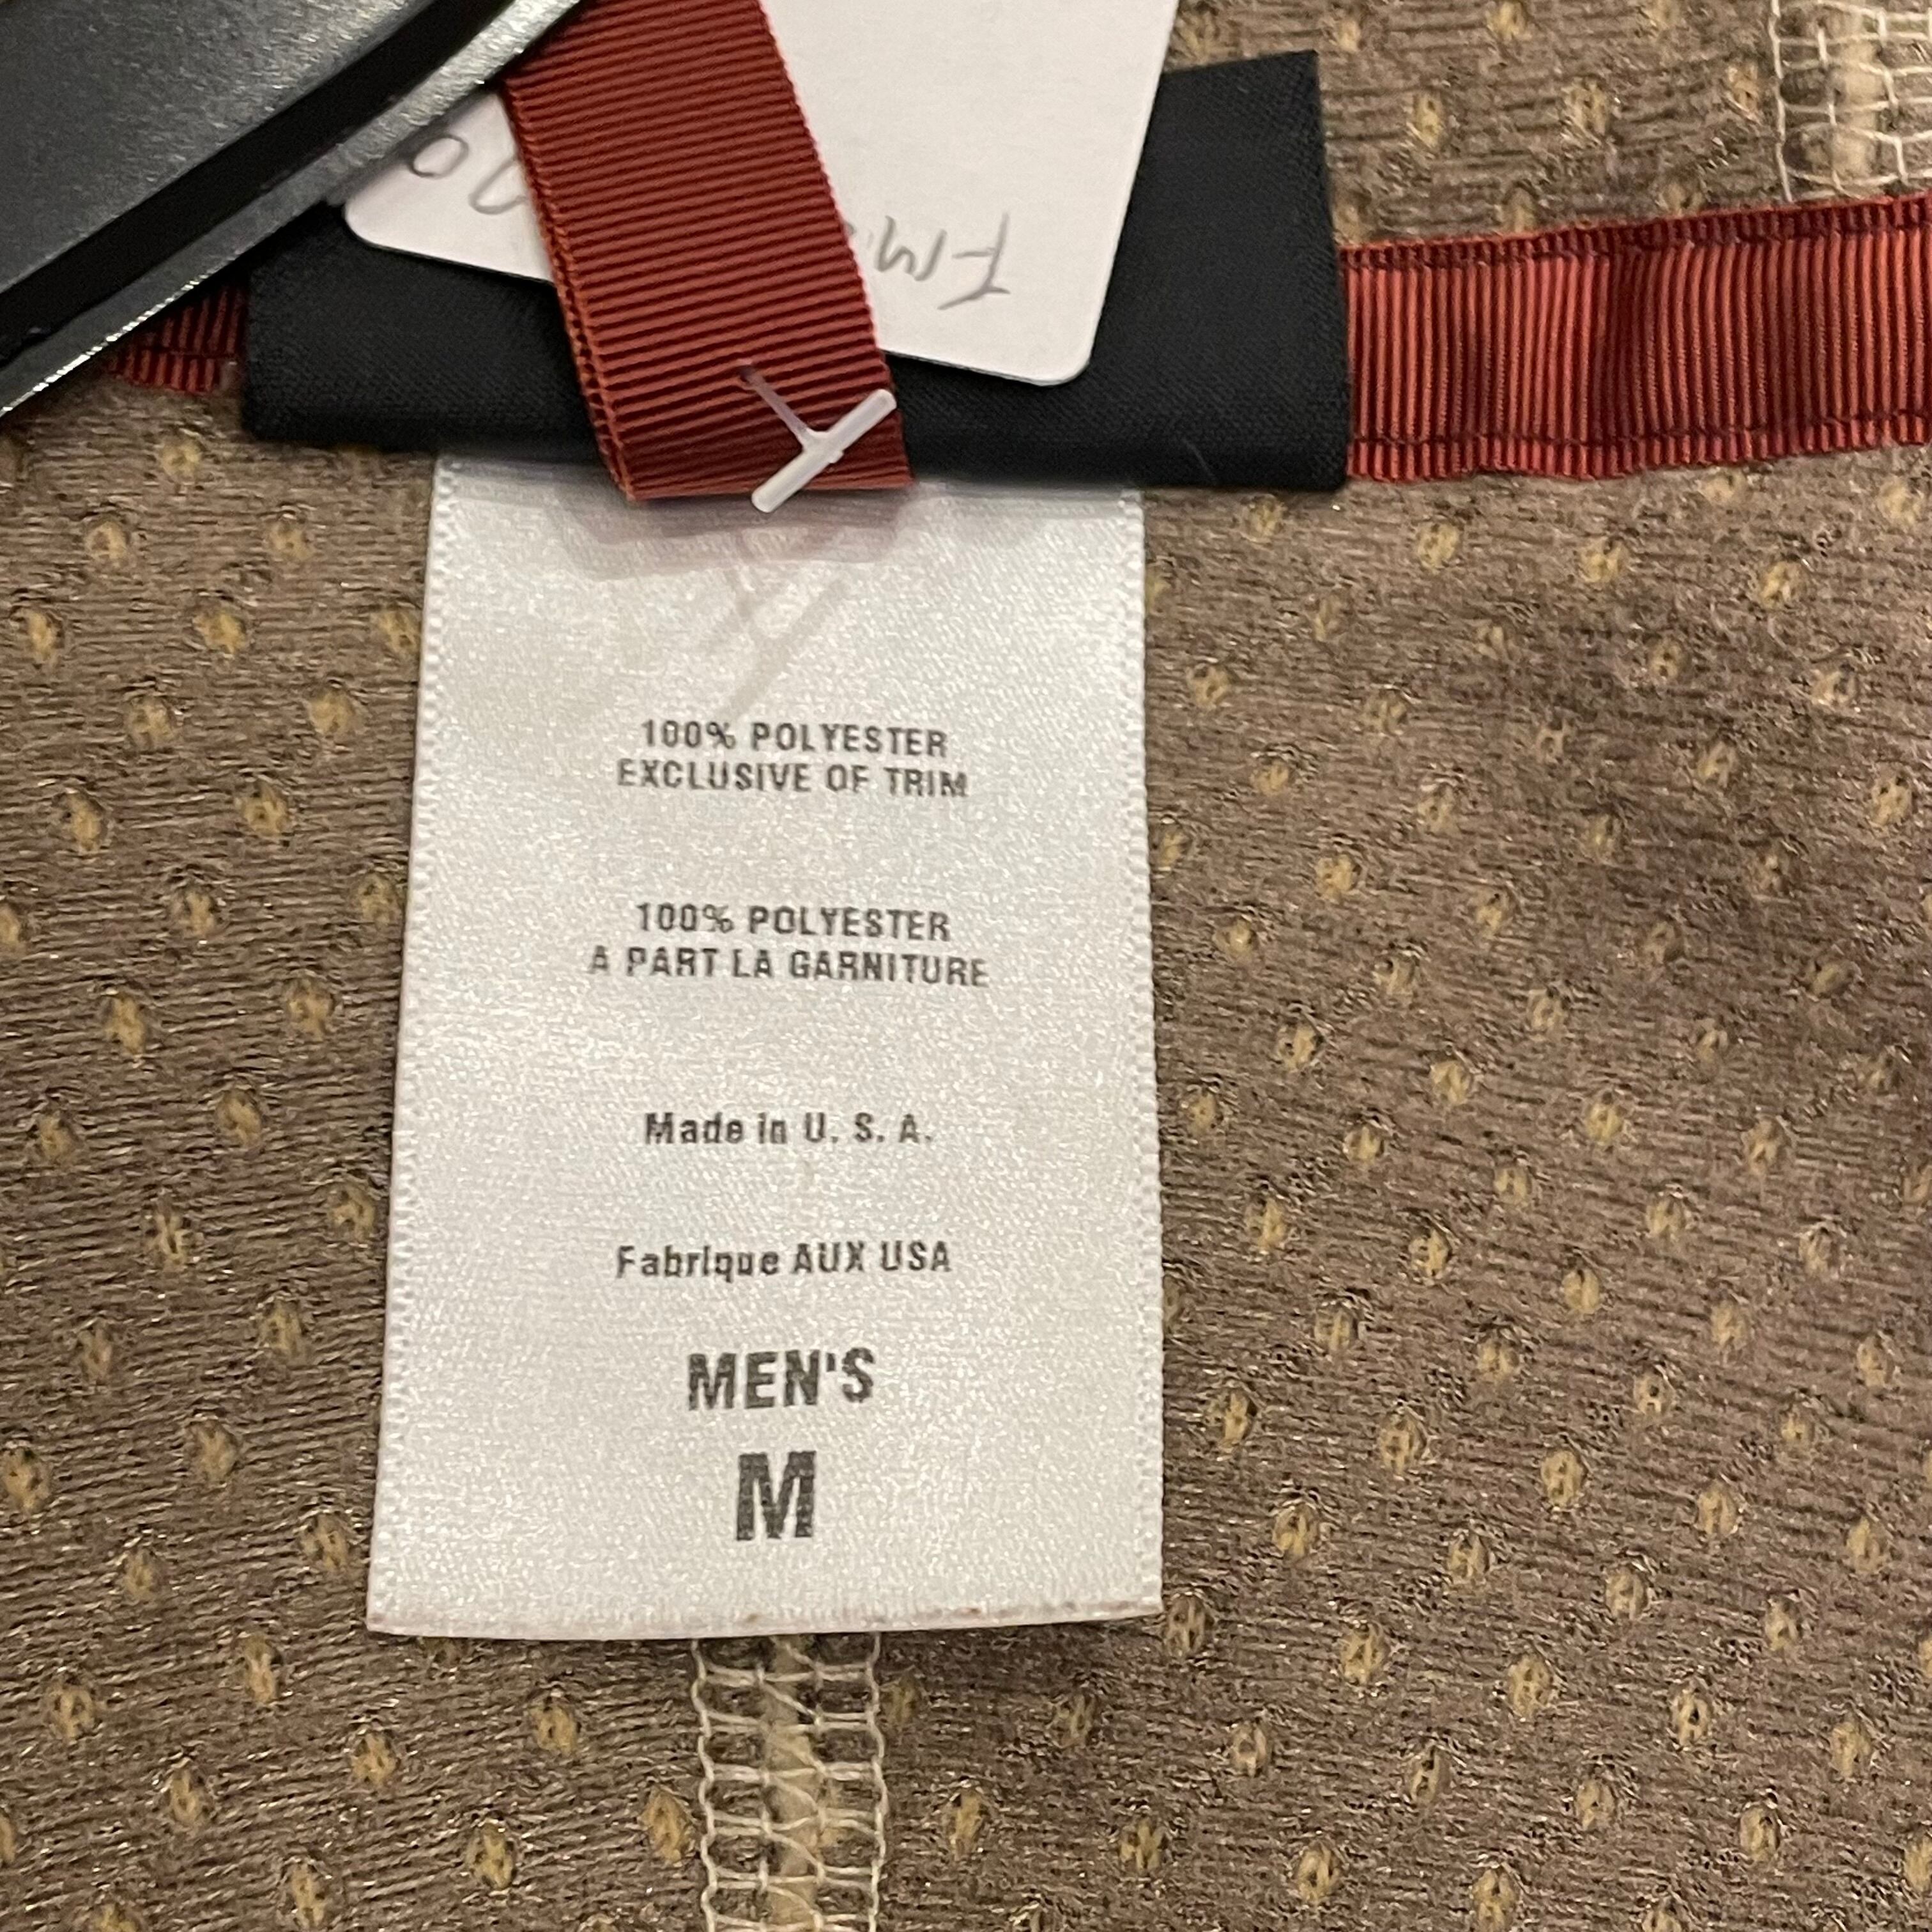 100% POLYESTER
EXCLUSIVE OF TRIM
100% POLYESTER
A PART LA GARNITURE
Made in U. S. A.
Fabrique AUX USA
MEN'S
M